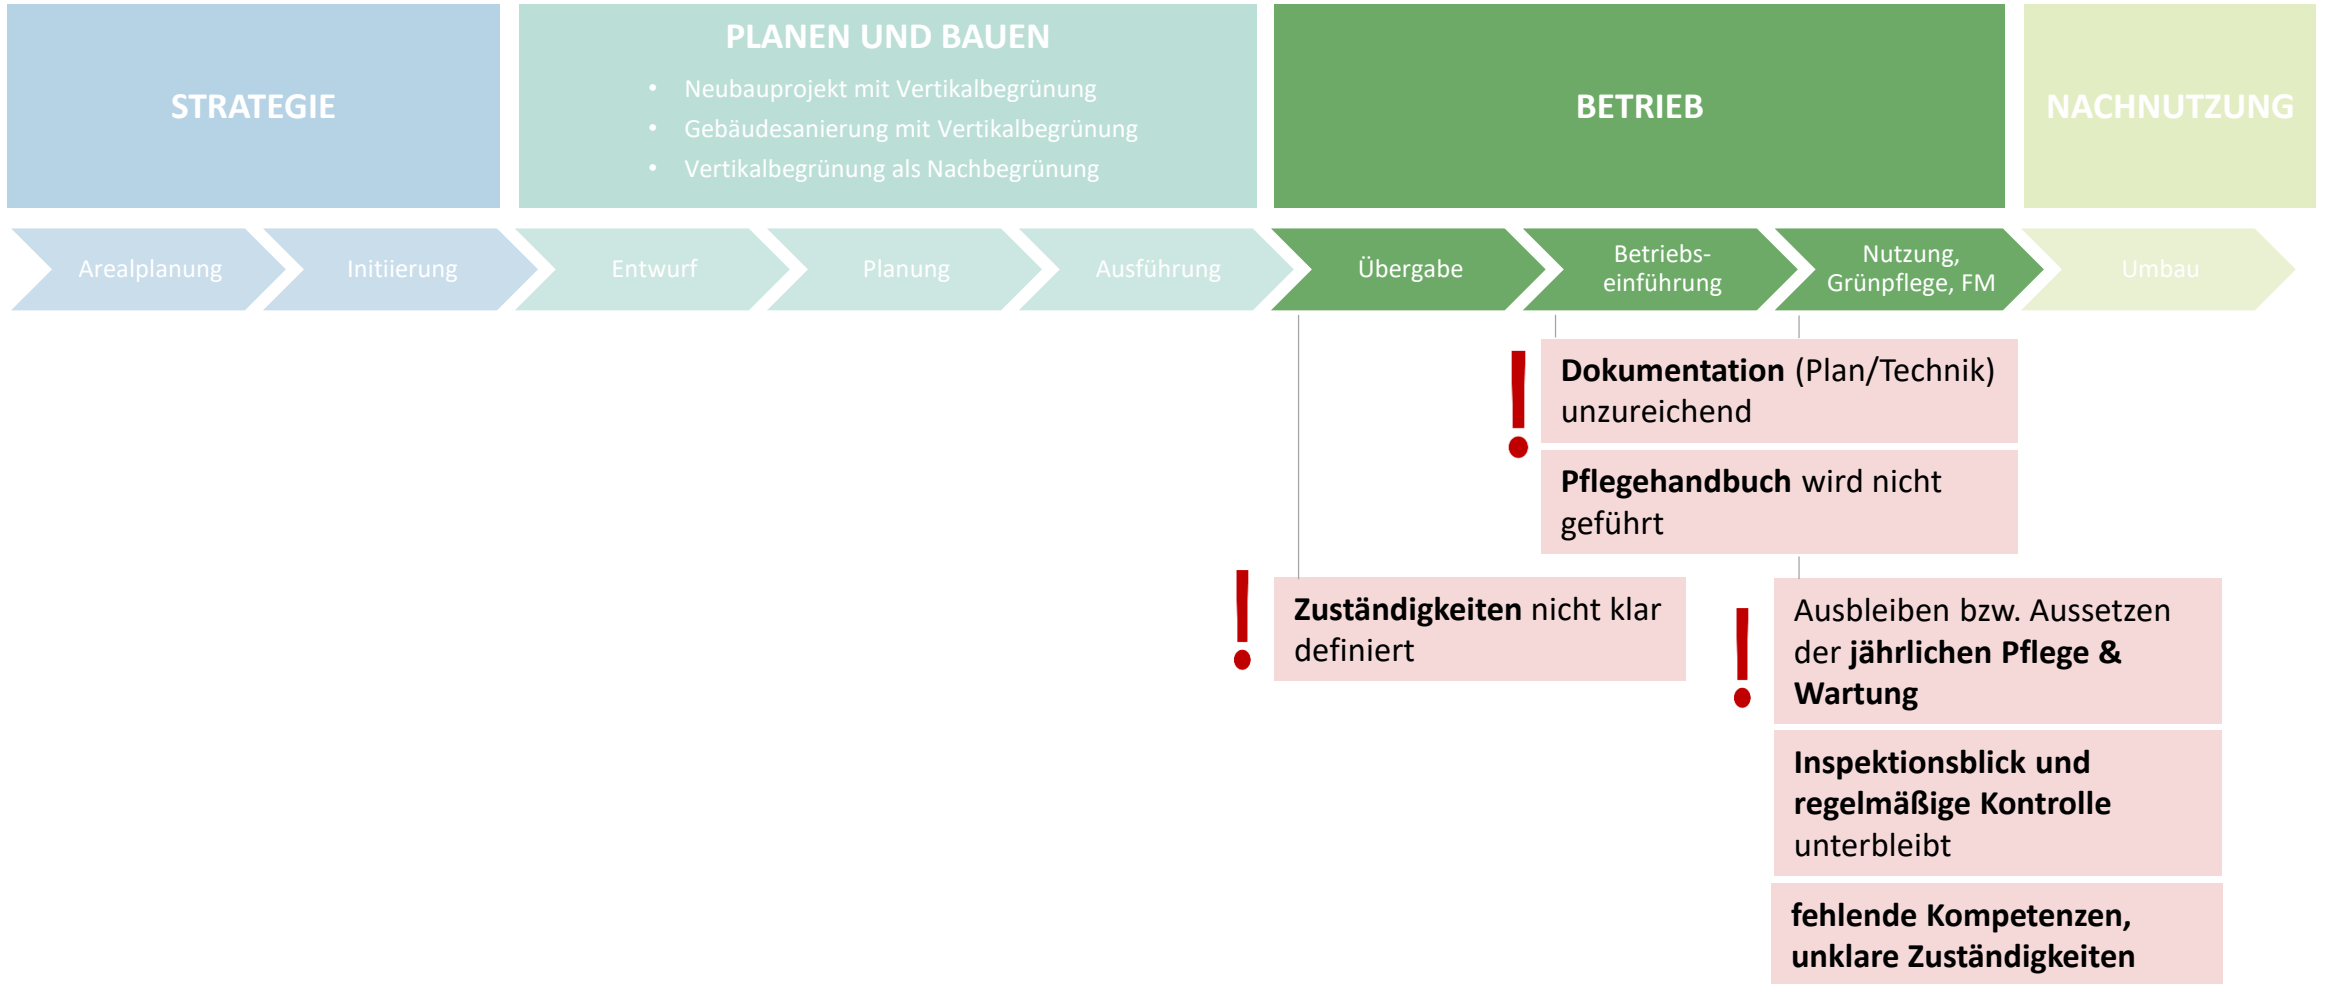 STRATEGIE
PLANEN UND BAUEN
• Neubauprojekt mit Vertikalbegrünung
• Gebäudesanierung mit Vertikalbegrünung
• Vertikalbegrünung als Nachbegrünung
BETRIEB
NACHNUTZUNG
Arealplanung
Initiierung
Entwurf
Planung
Ausführung
Übergabe
Betriebs-
einführung
Nutzung,
Grünpflege, FM
Umbau
!
Dokumentation (Plan/Technik)
unzureichend
Pflegehandbuch wird nicht
geführt
!
Zuständigkeiten nicht klar
definiert
!
Ausbleiben bzw. Aussetzen
der jährlichen Pflege &
Wartung
Inspektionsblick und
regelmäßige Kontrolle
unterbleibt
fehlende Kompetenzen,
unklare Zuständigkeiten